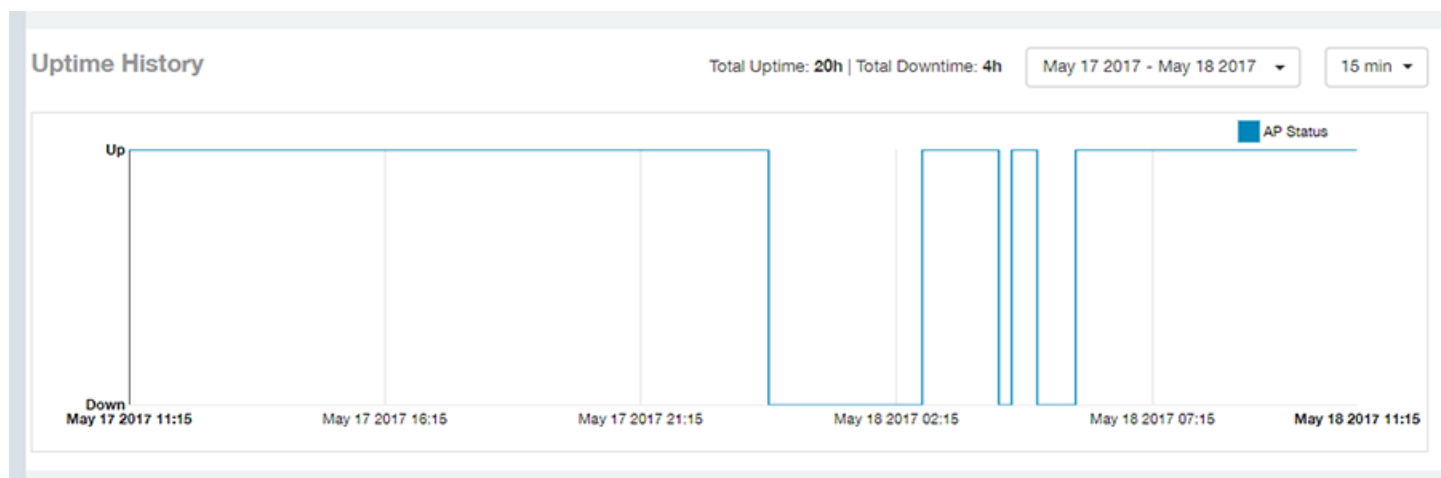 Uptime History
Total Uptime: 20h | Total Downtime: 4h
May 17 2017 - May 18 2017
15 min
AP Status
Up
Down
May 17 2017 11:15
May 17 2017 16:15
May 17 2017 21:15
May 18 2017 02:15
May 18 2017 07:15
May 18 2017 11:15